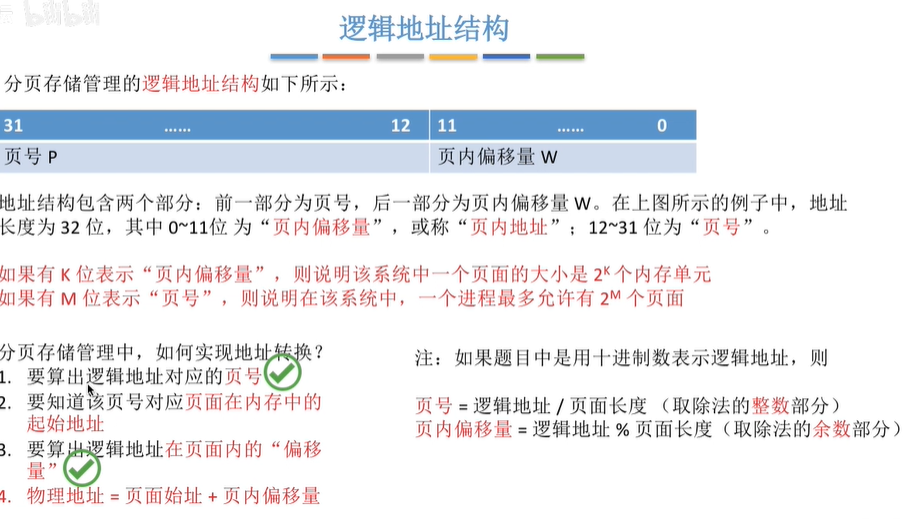 bilibili
逻辑地址结构
分页存储管理的逻辑地址结构如下所示：
31 …… 12 11 …… 0
页号 P 页内偏移量 W
地址结构包含两个部分：前一部分为页号，后一部分为页内偏移量 W。在上图所示的例子中，地址
长度为 32 位，其中 0~11位 为“页内偏移量”，或称“页内地址”；12~31 位为“页号”。
如果有 K 位表示“页内偏移量”，则说明该系统中一个页面的大小是 2ᴷ 个内存单元
如果有 M 位表示“页号”，则说明在该系统中，一个进程最多允许有 2ᴹ 个页面
分页存储管理中，如何实现地址转换？
1. 要算出逻辑地址对应的页号
2. 要知道该页号对应页面在内存中的
起始地址
3. 要算出逻辑地址在页面内的“偏移
量”
4. 物理地址 = 页面始址 + 页内偏移量
注：如果题目中是用十进制数表示逻辑地址，则
页号 = 逻辑地址 / 页面长度 （取除法的整数部分）
页内偏移量 = 逻辑地址 % 页面长度（取除法的余数部分）